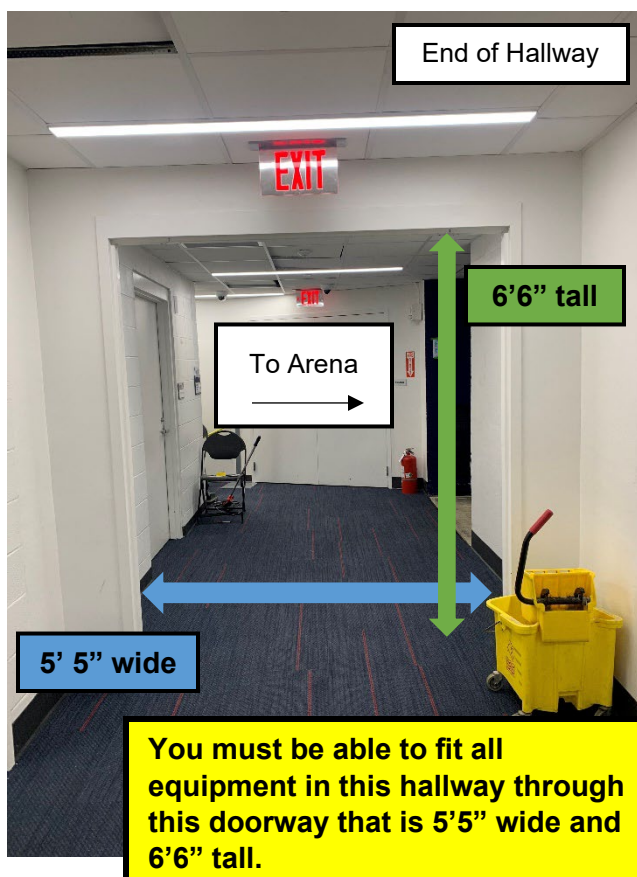 End of Hallway
EXIT
6’6” tall
EXIT
To Arena
5’ 5” wide
You must be able to fit all
equipment in this hallway through
this doorway that is 5’5” wide and
6’6” tall.